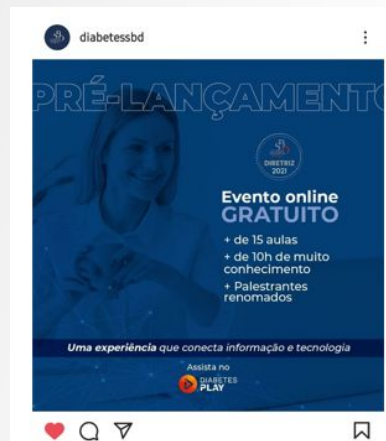 diabetessbd
PRÉ-LANÇAMENTO
DIRETRIZ
2021
Evento online
GRATUITO
+ de 15 aulas
+ de 10h de muito
conhecimento
+ Palestrantes
renomados
Uma experiência que conecta informação e tecnologia
Assista no
DIABETES
PLAY